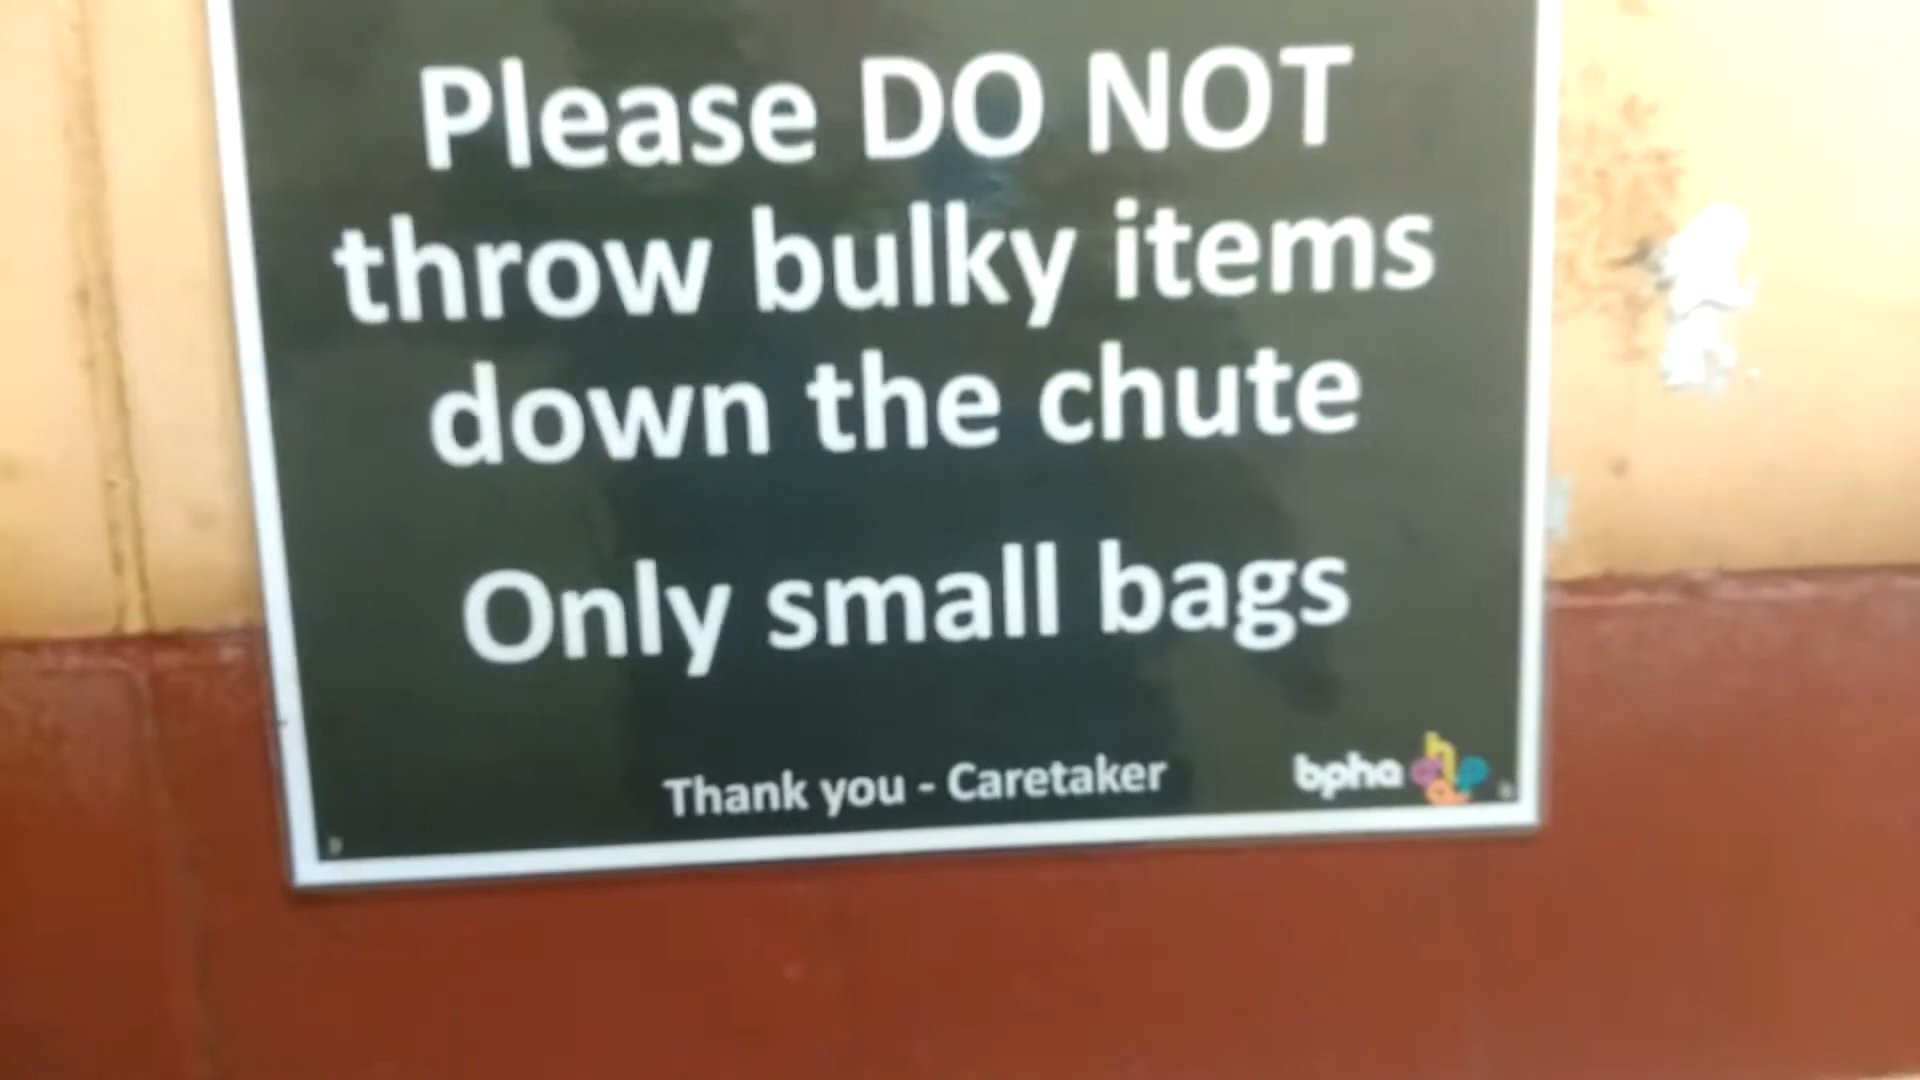 Please DO NOT
throw bulky items
down the chute
Only small bags
Thank you - Caretaker
bpha